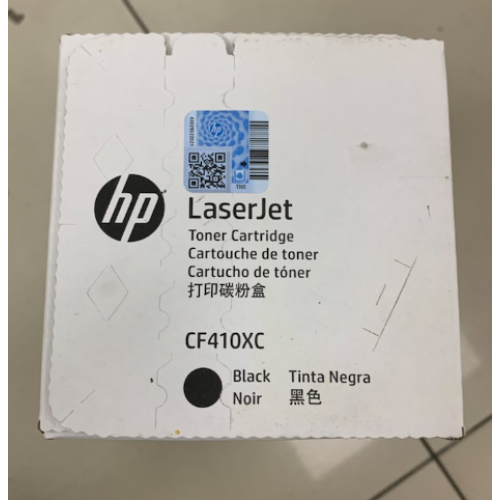 hp
LaserJet
Toner Cartridge
Cartouche de toner
Cartucho de tóner
打印碳粉盒
CF410XC
Black Tinta Negra
Noir 黑色